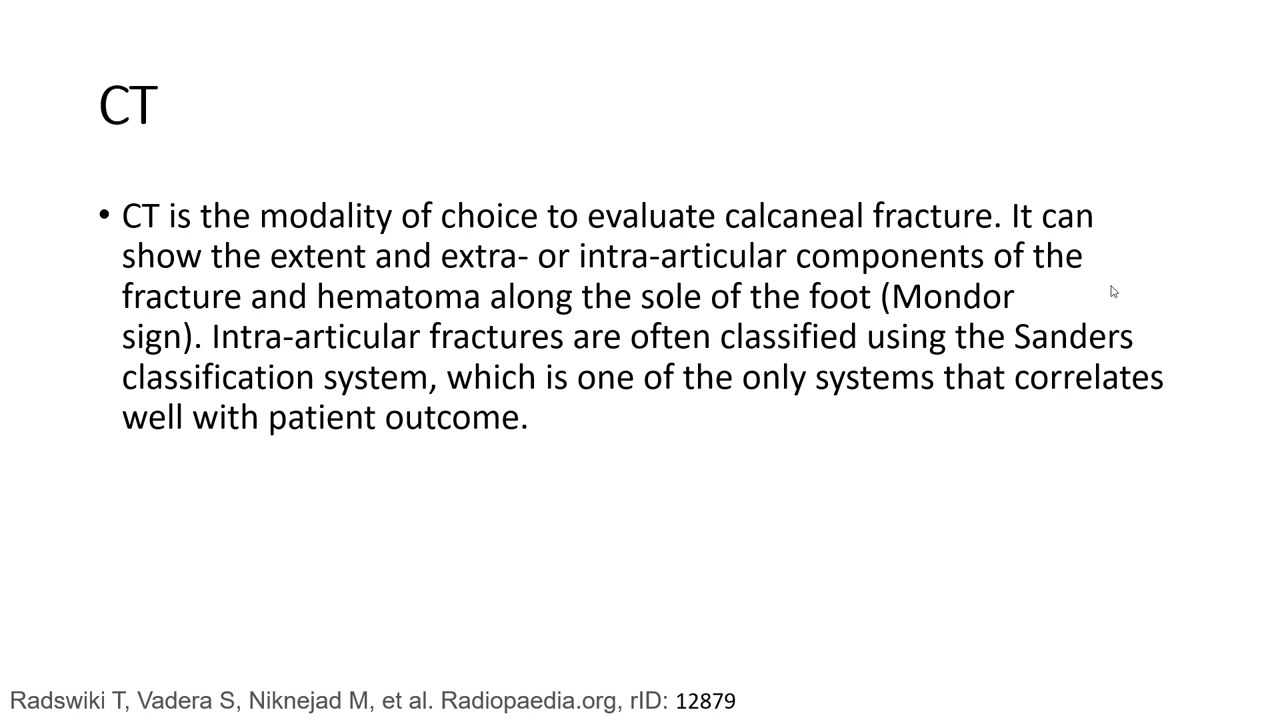 CT
• CT is the modality of choice to evaluate calcaneal fracture. It can
show the extent and extra- or intra-articular components of the
fracture and hematoma along the sole of the foot (Mondor
sign). Intra-articular fractures are often classified using the Sanders
classification system, which is one of the only systems that correlates
well with patient outcome.
Radswiki T, Vadera S, Niknejad M, et al. Radiopaedia.org, rID: 12879